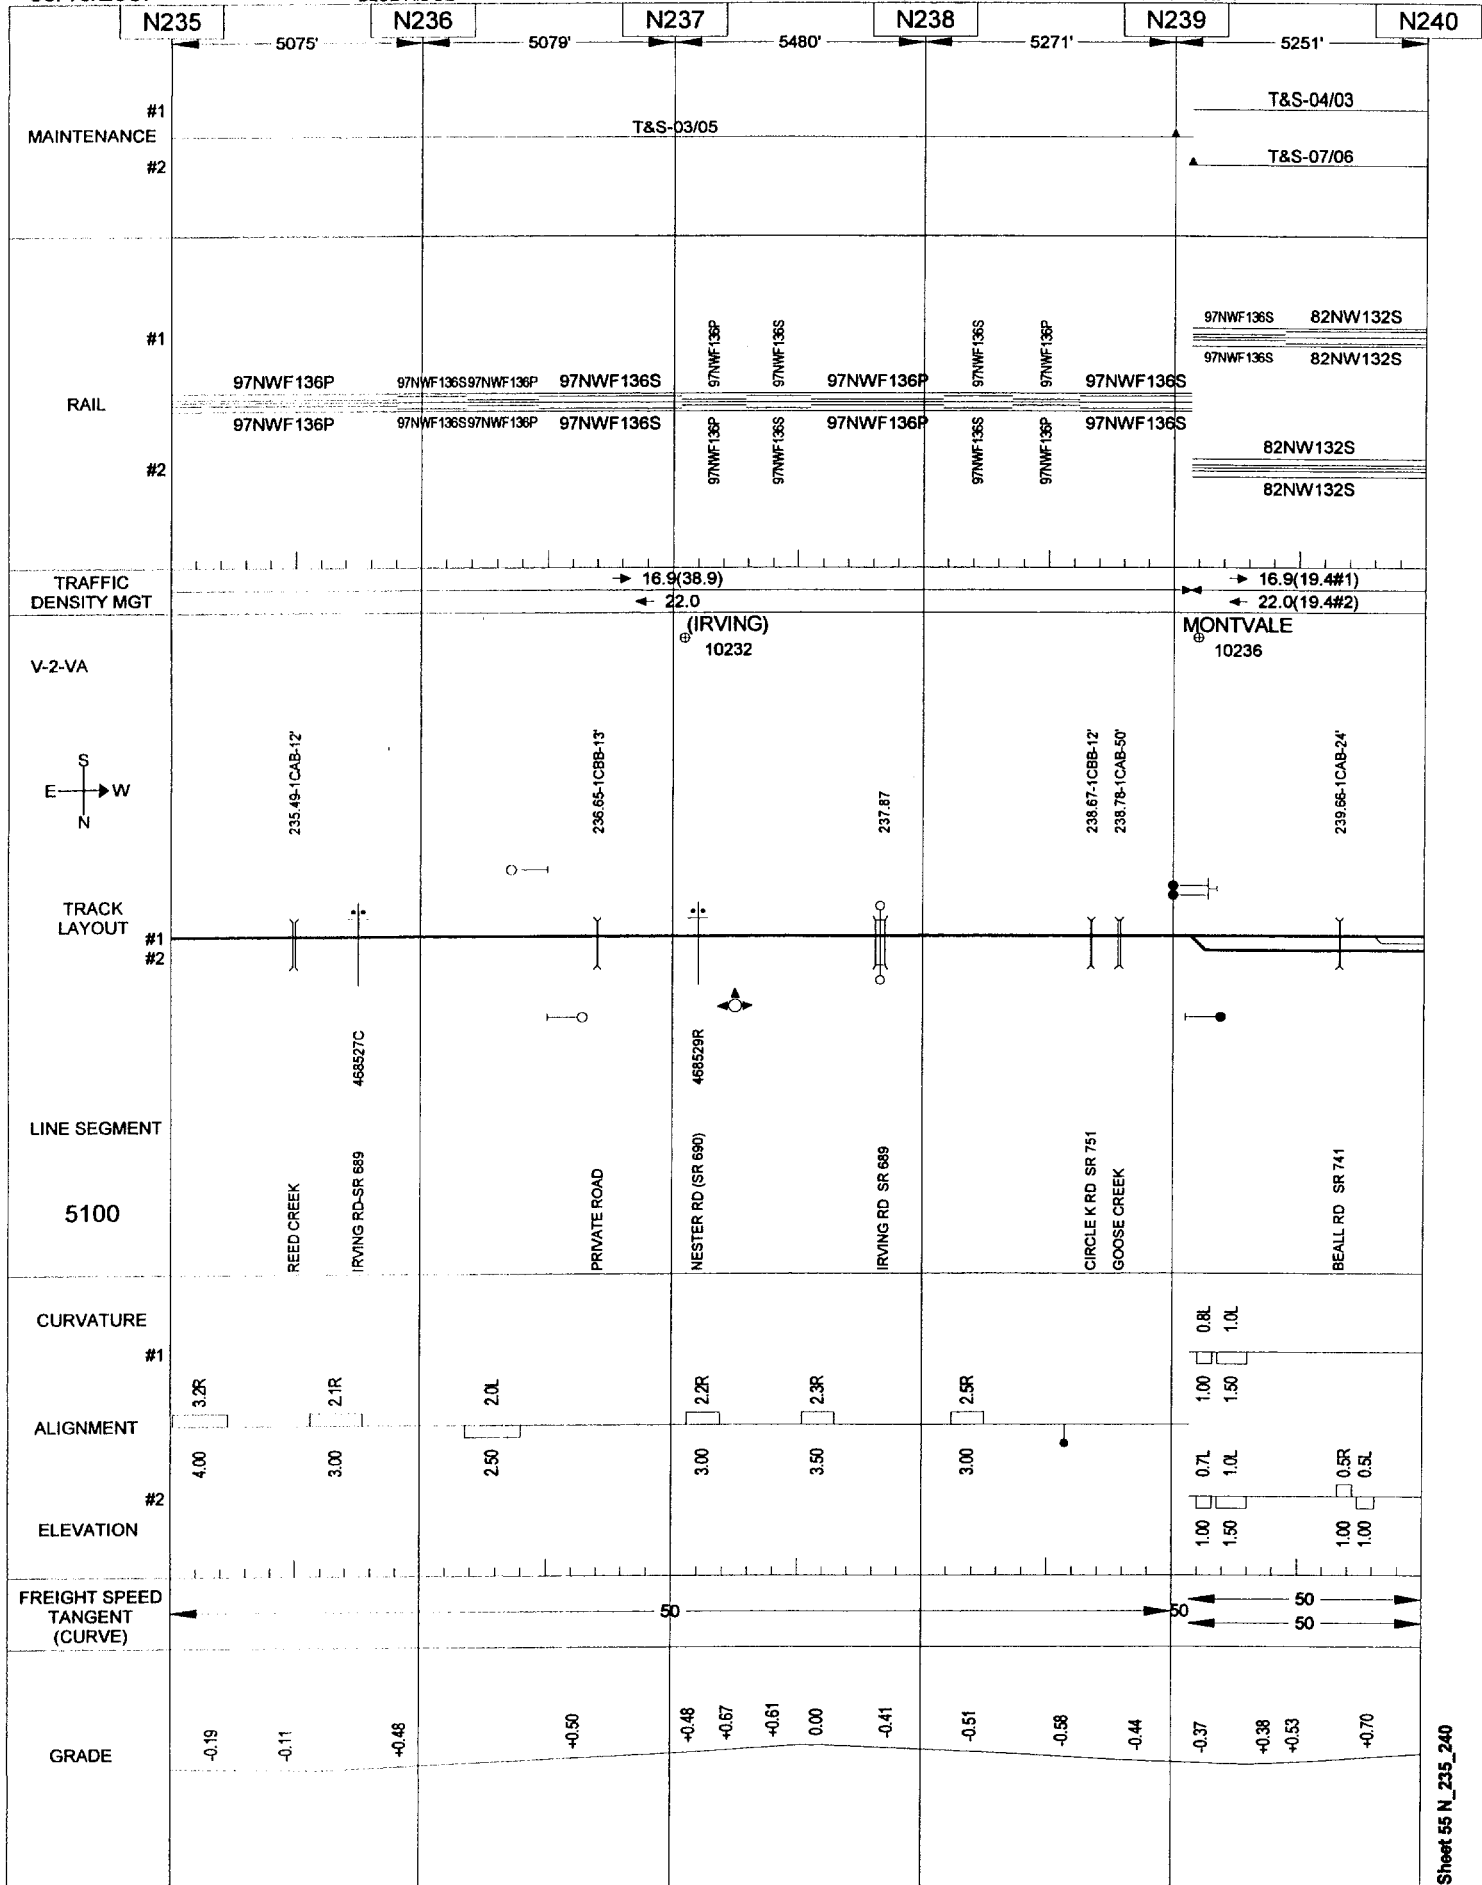 N235 N236 N237 N238 N239 N240
5075' 5079' 5480' 5271' 5251'
#1 T&S-04/03
MAINTENANCE T&S-03/05
#2 T&S-07/06
97NWF136S 82NW132S
#1 97NWF136P 97NWF136S 97NWF136S 97NWF136P
97NWF136S 82NW132S
97NWF136P 97NWF136S 97NWF136P 97NWF136S 97NWF136P 97NWF136S
RAIL
97NWF136P 97NWF136S 97NWF136P 97NWF136S 97NWF136P 97NWF136S
97NWF136P 97NWF136S 97NWF136S 97NWF136P
82NW132S
#2
82NW132S
TRAFFIC
DENSITY MGT
16.9(38.9) 16.9(19.4#1)
22.0 22.0(19.4#2)
(IRVING) MONTVALE
10232 10236
V-2-VA
S
E W
N
235.49-1CAB-12'
236.65-1CBB-13'
237.87
238.67-1CBB-12'
238.78-1CAB-50'
239.66-1CAB-24'
TRACK
LAYOUT
#1
#2
468527C
468529R
LINE SEGMENT
5100
REED CREEK
IRVING RD-SR 689
PRIVATE ROAD
NESTER RD (SR 690)
IRVING RD SR 689
CIRCLE K RD SR 751
GOOSE CREEK
BEALL RD SR 741
CURVATURE
0.8L 1.0L
#1
1.00 1.50
3.2R 2.1R 2.0L 2.2R 2.3R 2.5R
ALIGNMENT
4.00 3.00 2.50 3.00 3.50 3.00
0.7L 1.0L 0.5R 0.5L
#2
ELEVATION
1.00 1.50 1.00 1.00
FREIGHT SPEED
TANGENT
(CURVE)
50 50 50
50
GRADE
-0.19 -0.11 +0.48 +0.50 +0.48 +0.67 +0.61 0.00 -0.41 -0.51 -0.58 -0.44 -0.37 +0.38 +0.53 +0.70
Sheet 55 N_235_240